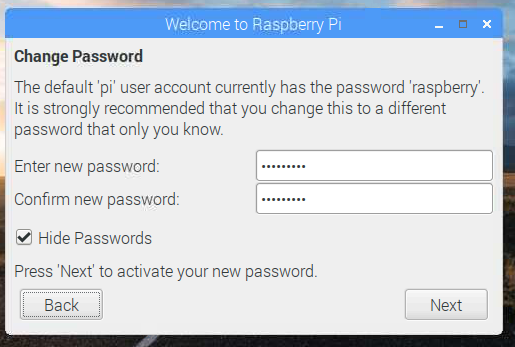 Welcome to Raspberry Pi
Change Password
The default 'pi' user account currently has the password 'raspberry'.
It is strongly recommended that you change this to a different
password that only you know.
Enter new password: •••••••••
Confirm new password: •••••••••
Hide Passwords
Press 'Next' to activate your new password.
Back Next